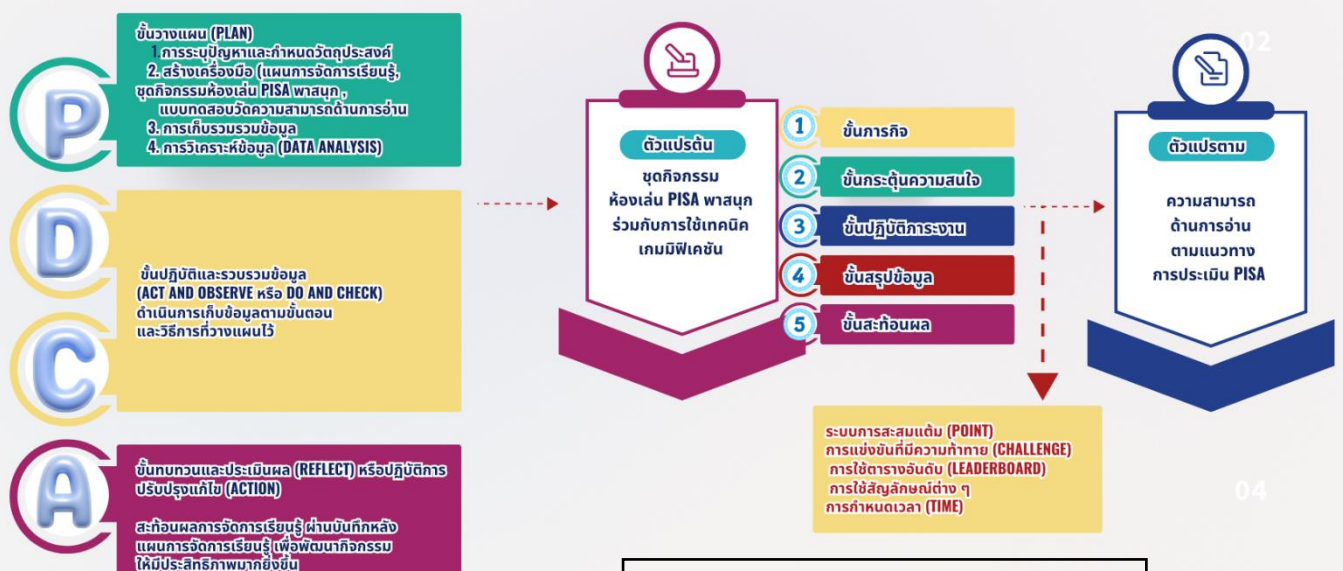 P
ขั้นวางแผน (PLAN)
1.การระบุปัญหาและกำหนดวัตถุประสงค์
2. สร้างเครื่องมือ (แผนการจัดการเรียนรู้,
ชุดกิจกรรมห้องเล่น PISA พาสนุก ,
แบบทดสอบวัดความสามารถด้านการอ่าน
3. การเก็บรวมรวมข้อมูล
4. การวิเคราะห์ข้อมูล (DATA ANALYSIS)
D
C
ขั้นปฏิบัติและรวบรวมข้อมูล
(ACT AND OBSERVE หรือ DO AND CHECK)
ดำเนินการเก็บข้อมูลตามขั้นตอน
และวิธีการที่วางแผนไว้
A
ขั้นทบทวนและประเมินผล (REFLECT) หรือปฏิบัติการ
ปรับปรุงแก้ไข (ACTION)
สะท้อนผลการจัดการเรียนรู้ ผ่านบันทึกหลัง
แผนการจัดการเรียนรู้ เพื่อพัฒนากิจกรรม
ให้มีประสิทธิภาพมากยิ่งขึ้น
ตัวแปรต้น
ชุดกิจกรรม
ห้องเล่น PISA พาสนุก
ร่วมกับการใช้เทคนิค
เกมมิฟิเคชัน
1 ขั้นภารกิจ
2 ขั้นกระตุ้นความสนใจ
3 ขั้นปฏิบัติภาระงาน
4 ขั้นสรุปข้อมูล
5 ขั้นสะท้อนผล
ระบบการสะสมแต้ม (POINT)
การแข่งขันที่มีความท้าทาย (CHALLENGE)
การใช้ตารางอันดับ (LEADERBOARD)
การใช้สัญลักษณ์ต่าง ๆ
การกำหนดเวลา (TIME)
02
ตัวแปรตาม
ความสามารถ
ด้านการอ่าน
ตามแนวทาง
การประเมิน PISA
04